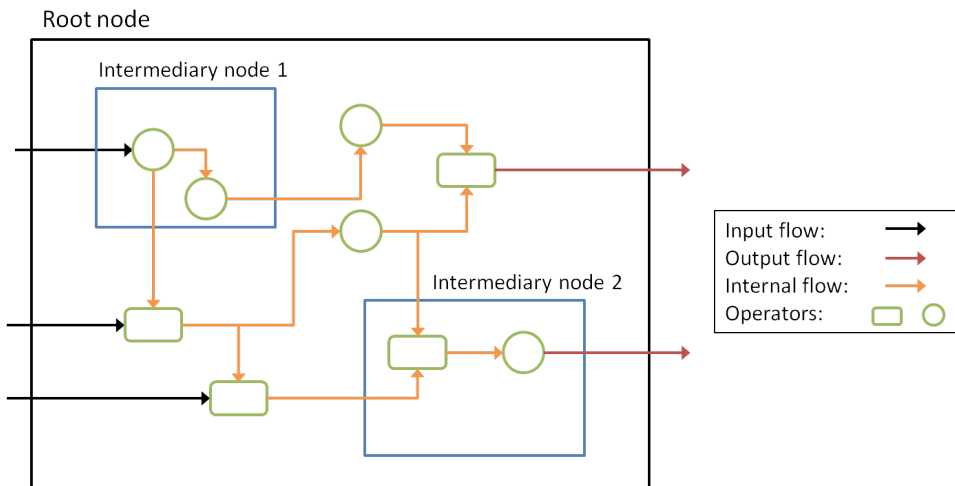 Root node
Intermediary node 1
Intermediary node 2
Input flow:
Output flow:
Internal flow:
Operators: